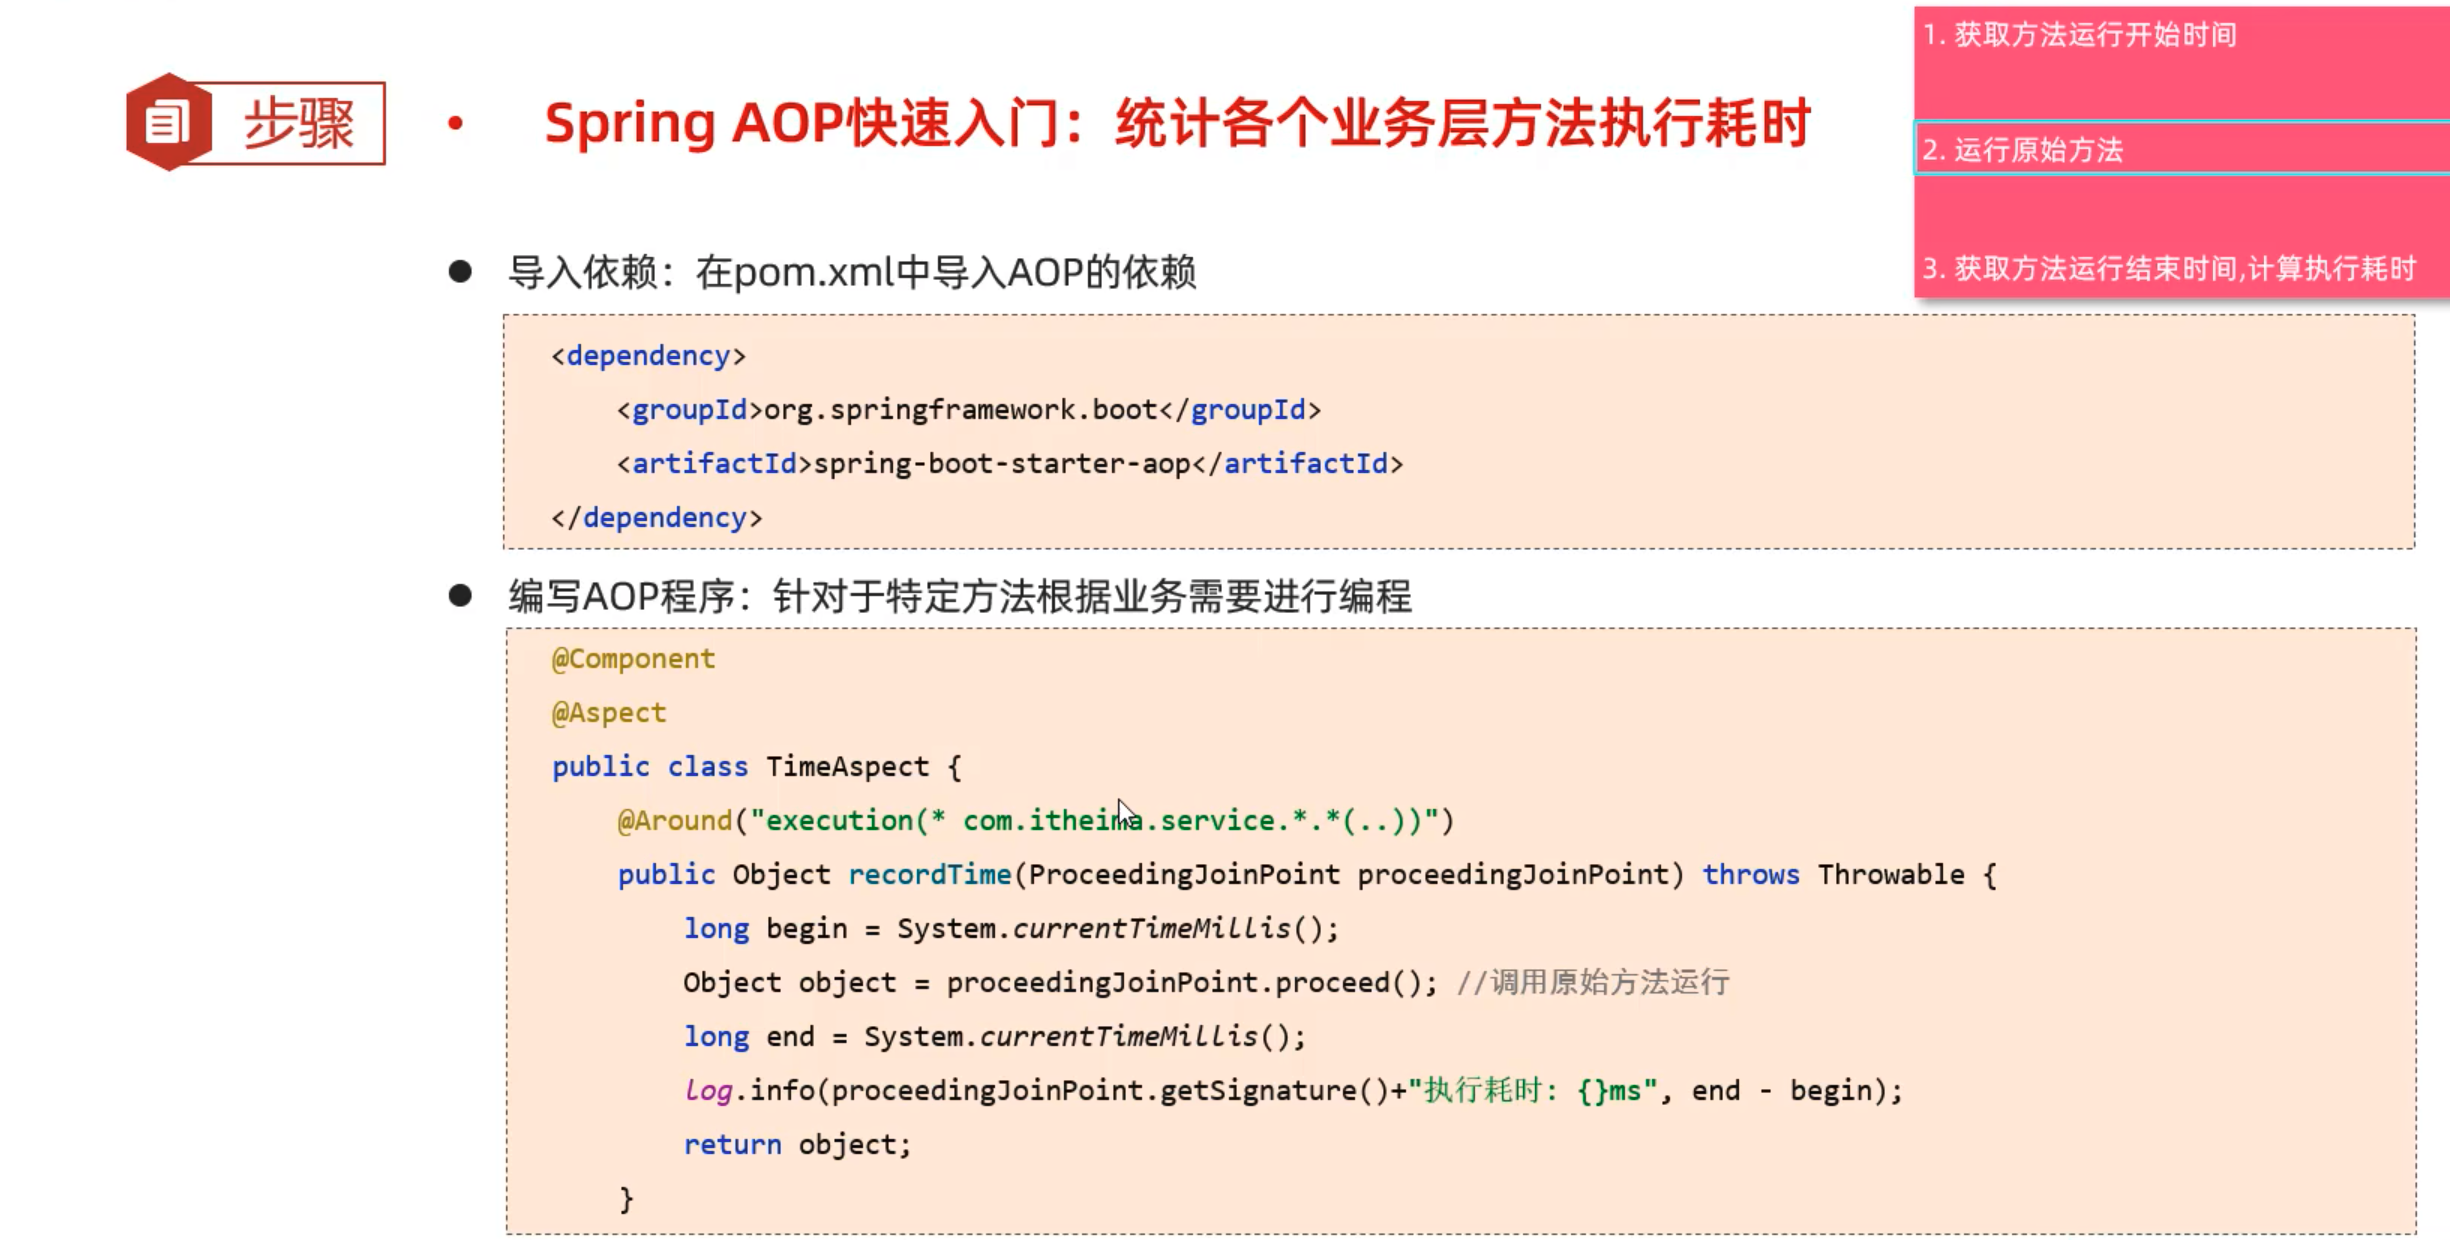 步骤
• Spring AOP快速入门：统计各个业务层方法执行耗时
1. 获取方法运行开始时间
2. 运行原始方法
3. 获取方法运行结束时间,计算执行耗时
● 导入依赖：在pom.xml中导入AOP的依赖
<dependency>
    <groupId>org.springframework.boot</groupId>
    <artifactId>spring-boot-starter-aop</artifactId>
</dependency>
● 编写AOP程序：针对于特定方法根据业务需要进行编程
@Component
@Aspect
public class TimeAspect {
    @Around("execution(* com.itheima.service.*.*(..))")
    public Object recordTime(ProceedingJoinPoint proceedingJoinPoint) throws Throwable {
        long begin = System.currentTimeMillis();
        Object object = proceedingJoinPoint.proceed(); //调用原始方法运行
        long end = System.currentTimeMillis();
        log.info(proceedingJoinPoint.getSignature()+"执行耗时: {}ms", end - begin);
        return object;
    }